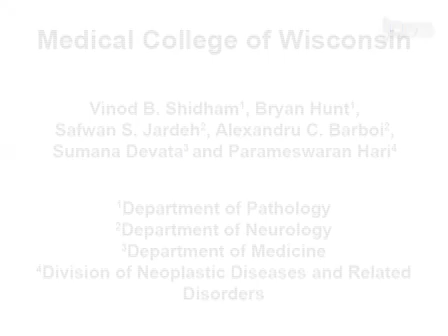 Medical College of Wisconsin
Vinod B. Shidham¹, Bryan Hunt¹,
Safwan S. Jardeh², Alexandru C. Barboi²,
Sumana Devata³ and Parameswaran Hari⁴
¹Department of Pathology
²Department of Neurology
³Department of Medicine
⁴Division of Neoplastic Diseases and Related
Disorders